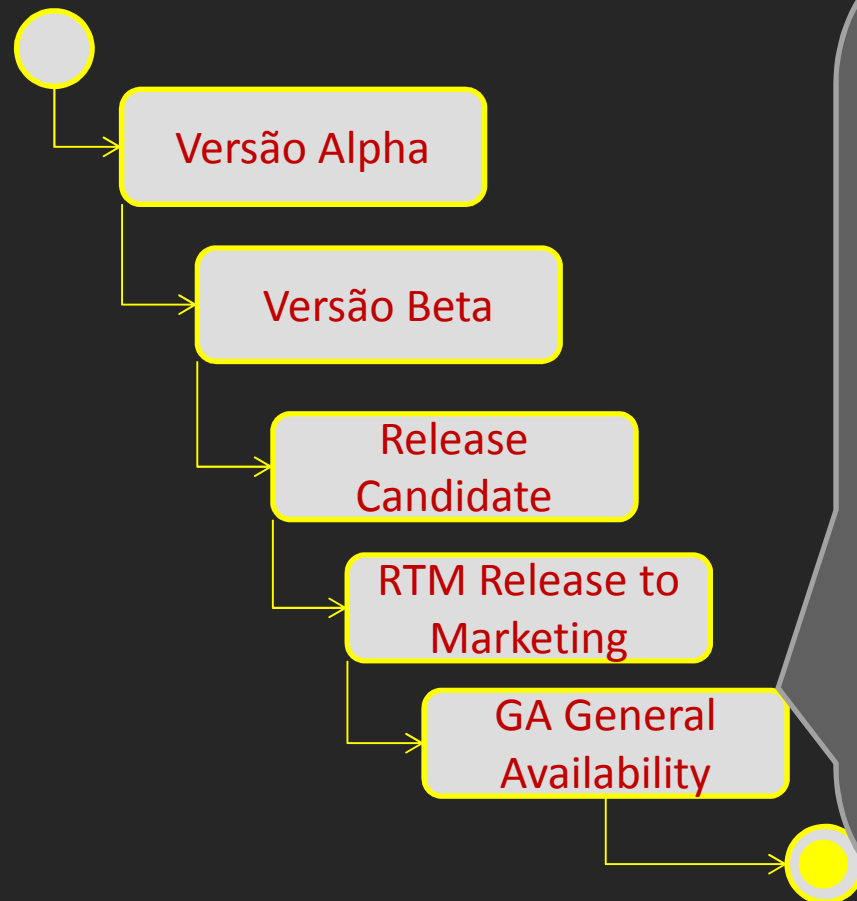 Versão Alpha
Versão Beta
Release
Candidate
RTM Release to
Marketing
GA General
Availability